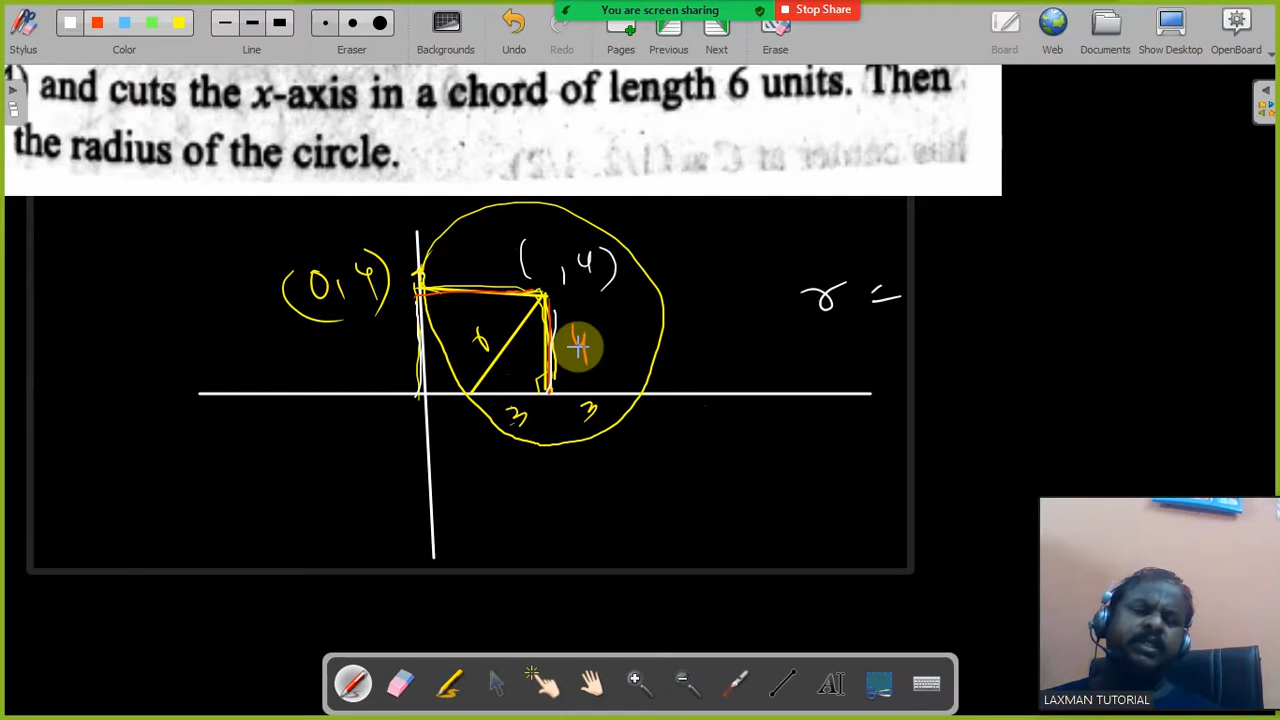 You are screen sharing
Stop Share
Stylus
Color
Line
Eraser
Backgrounds
Undo
Redo
Pages
Previous
Next
Erase
Board
Web
Documents
Show Desktop
OpenBoard
and cuts the x-axis in a chord of length 6 units. Then
the radius of the circle.
(0,4)
( ,4)
r =
4
3
3
AI
LAXMAN TUTORIAL